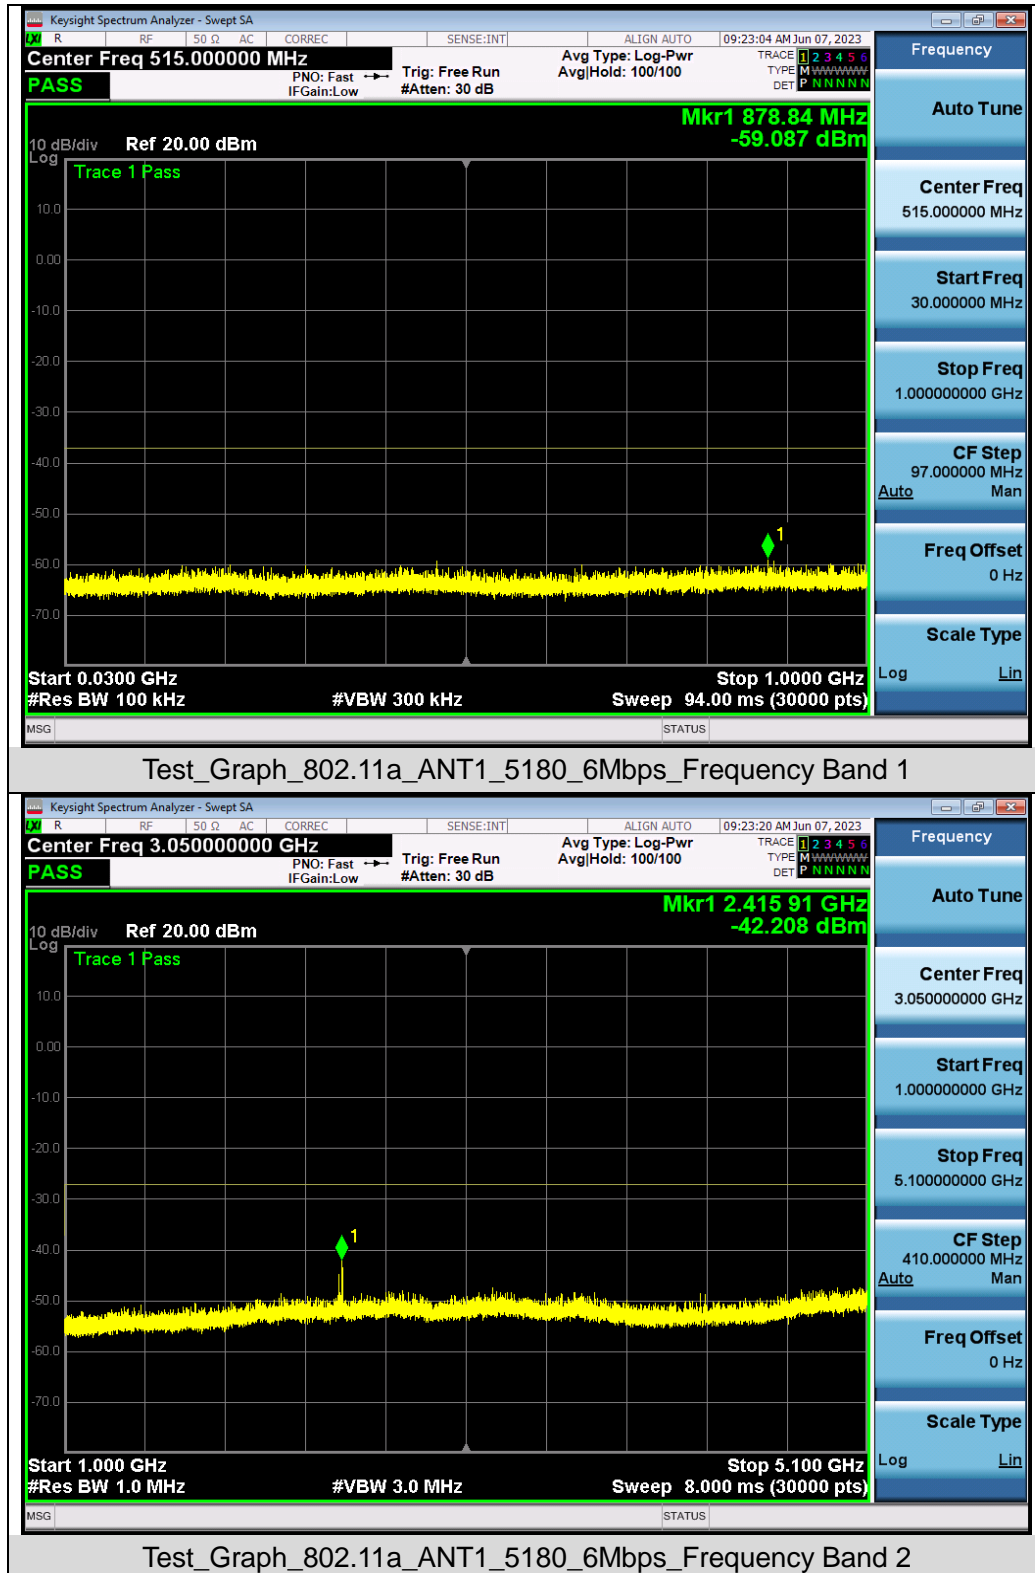 Keysight Spectrum Analyzer - Swept SA
LXI R RF 50 Ω AC CORREC SENSE:INT ALIGN AUTO 09:23:04 AM Jun 07, 2023
Center Freq 515.000000 MHz Avg Type: Log-Pwr TRACE 1 2 3 4 5 6
PASS PNO: Fast Trig: Free Run Avg|Hold: 100/100 TYPE M WWWWW
IFGain:Low #Atten: 30 dB DET P N N N N N
Frequency
Mkr1 878.84 MHz
-59.087 dBm
10 dB/div Ref 20.00 dBm
Log
Trace 1 Pass
10.0
0.00
-10.0
-20.0
-30.0
-40.0
-50.0
-60.0
-70.0
1
Start 0.0300 GHz Stop 1.0000 GHz
#Res BW 100 kHz #VBW 300 kHz Sweep 94.00 ms (30000 pts)
MSG STATUS
Auto Tune
Center Freq
515.000000 MHz
Start Freq
30.000000 MHz
Stop Freq
1.000000000 GHz
CF Step
97.000000 MHz
Auto Man
Freq Offset
0 Hz
Scale Type
Log Lin
Test_Graph_802.11a_ANT1_5180_6Mbps_Frequency Band 1
Keysight Spectrum Analyzer - Swept SA
LXI R RF 50 Ω AC CORREC SENSE:INT ALIGN AUTO 09:23:20 AM Jun 07, 2023
Center Freq 3.050000000 GHz Avg Type: Log-Pwr TRACE 1 2 3 4 5 6
PASS PNO: Fast Trig: Free Run Avg|Hold: 100/100 TYPE M WWWWW
IFGain:Low #Atten: 30 dB DET P N N N N N
Frequency
Mkr1 2.415 91 GHz
-42.208 dBm
10 dB/div Ref 20.00 dBm
Log
Trace 1 Pass
10.0
0.00
-10.0
-20.0
-30.0
-40.0
-50.0
-60.0
-70.0
1
Start 1.000 GHz Stop 5.100 GHz
#Res BW 1.0 MHz #VBW 3.0 MHz Sweep 8.000 ms (30000 pts)
MSG STATUS
Auto Tune
Center Freq
3.050000000 GHz
Start Freq
1.000000000 GHz
Stop Freq
5.100000000 GHz
CF Step
410.000000 MHz
Auto Man
Freq Offset
0 Hz
Scale Type
Log Lin
Test_Graph_802.11a_ANT1_5180_6Mbps_Frequency Band 2